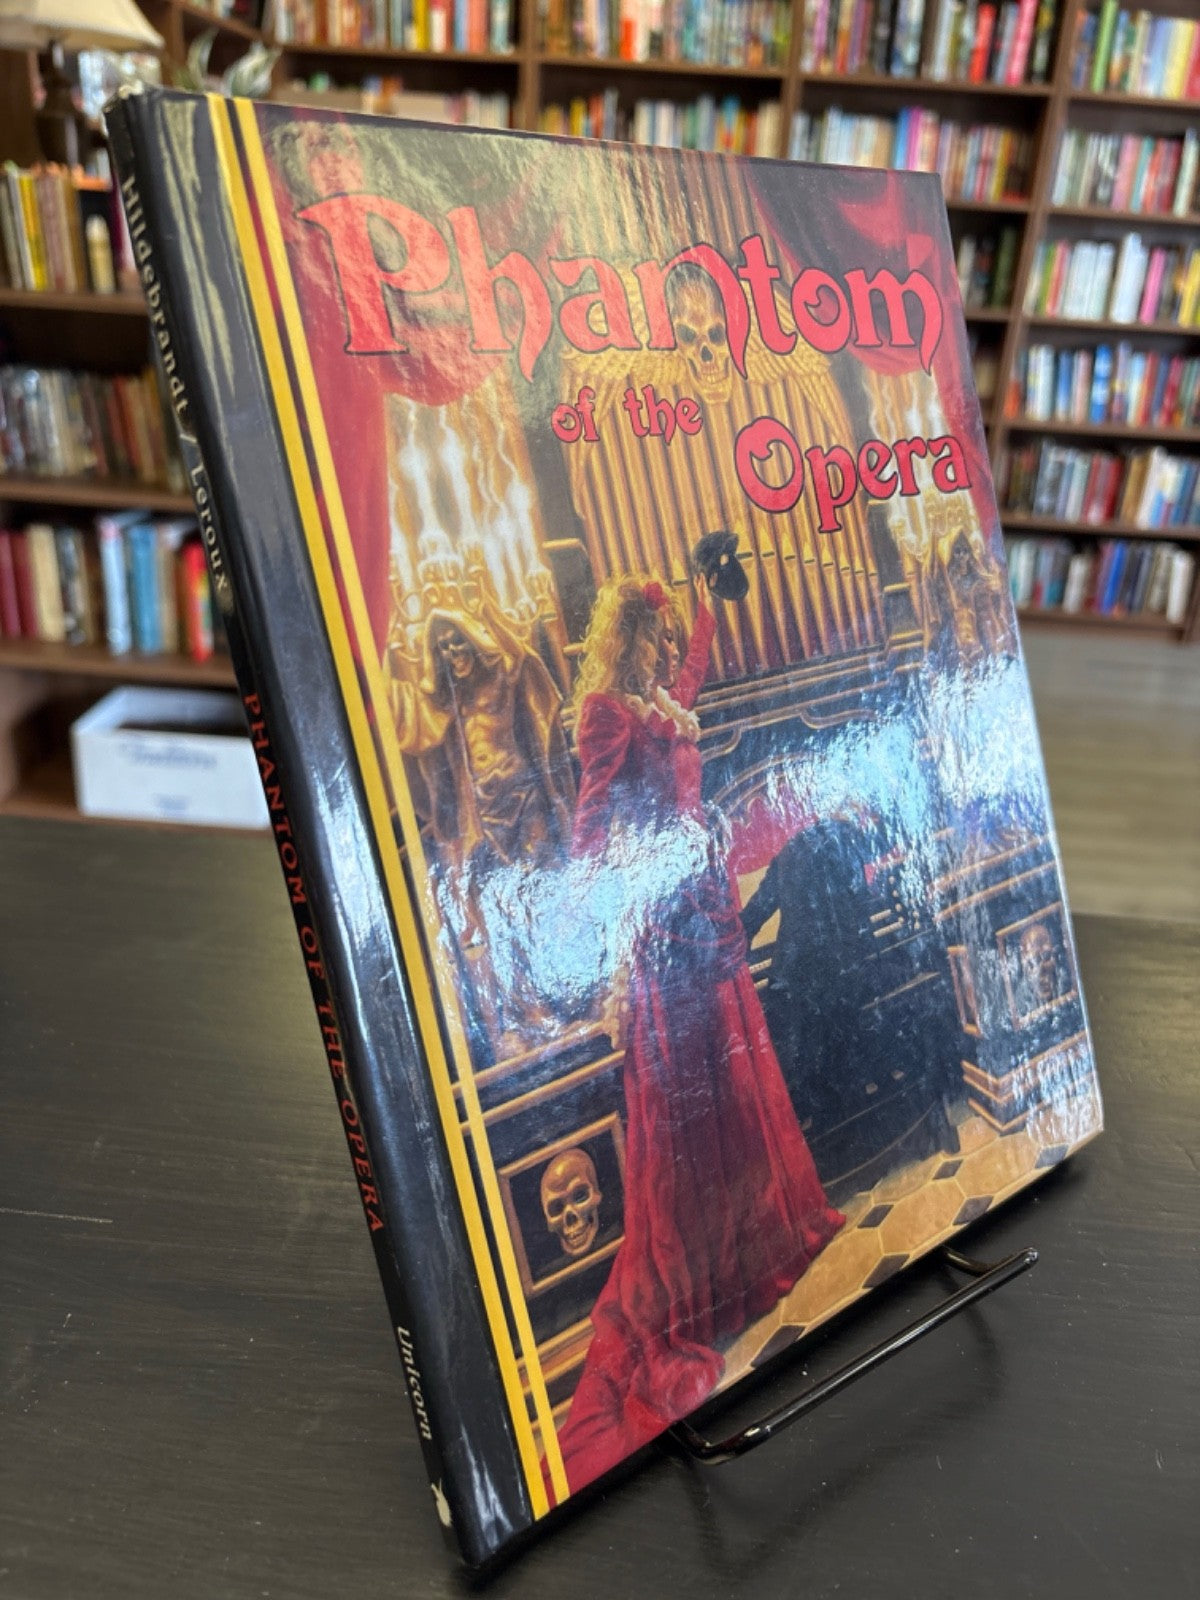 Phantom
of the
Opera
Hildebrandt / Leroux
PHANTOM OF THE OPERA
Unicorn